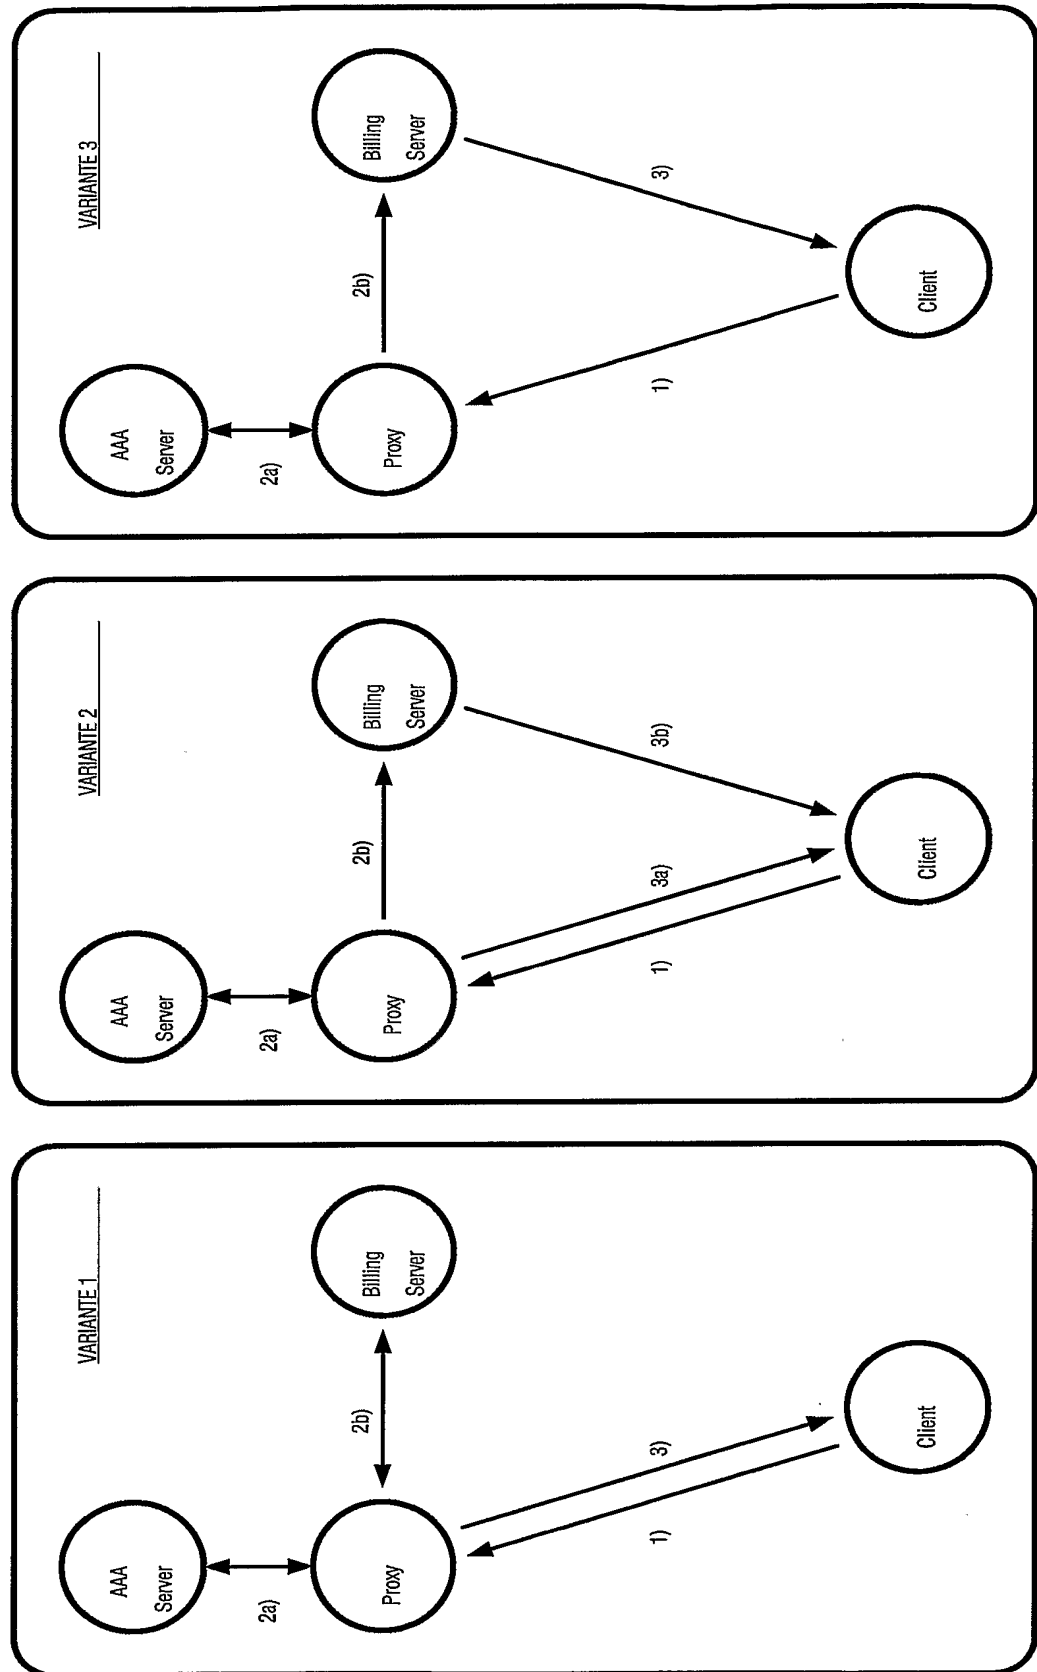 VARIANTE 1
AAA
Server
2a)
Proxy
2b)
Billing
Server
1)
3)
Client
VARIANTE 2
AAA
Server
2a)
Proxy
2b)
Billing
Server
1)
3a)
3b)
Client
VARIANTE 3
AAA
Server
2a)
Proxy
2b)
Billing
Server
1)
3)
Client